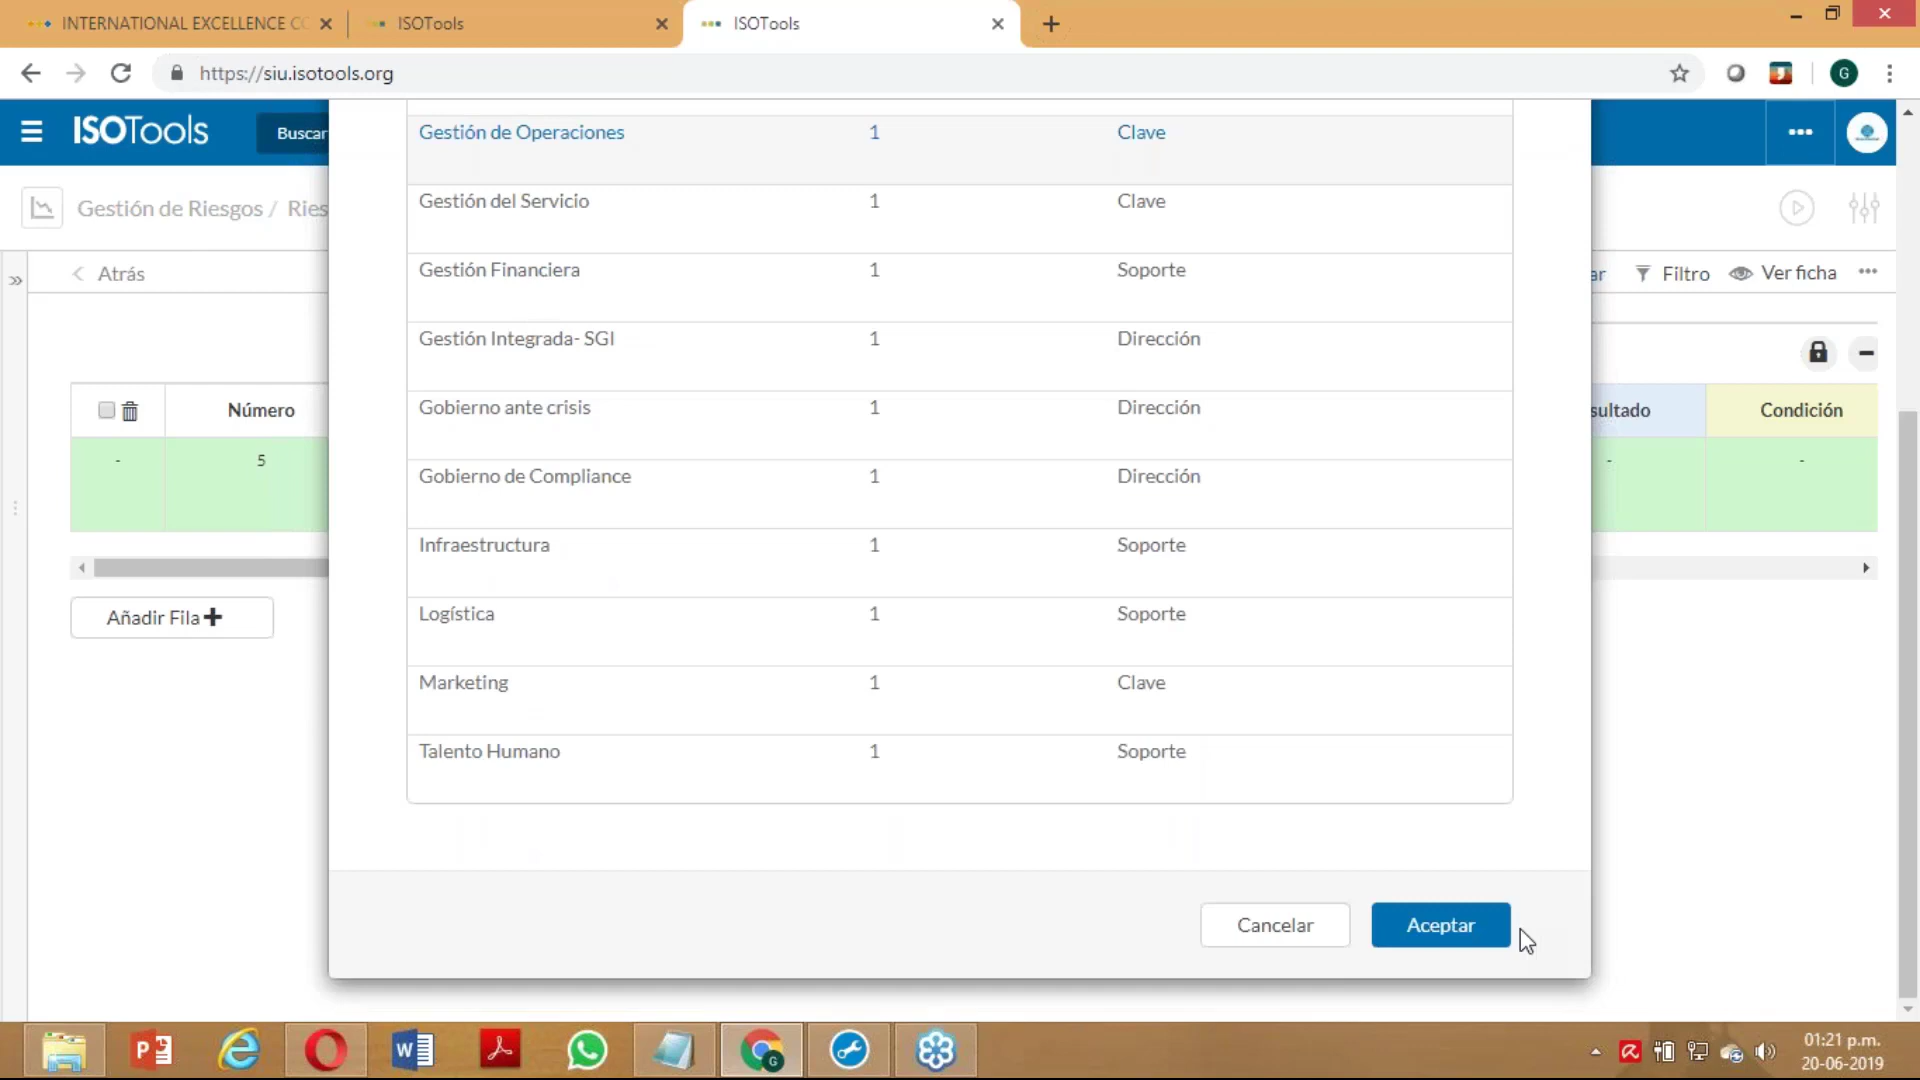 INTERNATIONAL EXCELLENCE CO
ISOTools
ISOTools
https://siu.isotools.org
G
ISOTools
Buscar
Gestión de Riesgos / Ries
Atrás
ar
Filtro
Ver ficha
Número
sultado
Condición
-
5
-
-
Añadir Fila
Gestión de Operaciones 1 Clave
Gestión del Servicio 1 Clave
Gestión Financiera 1 Soporte
Gestión Integrada- SGI 1 Dirección
Gobierno ante crisis 1 Dirección
Gobierno de Compliance 1 Dirección
Infraestructura 1 Soporte
Logística 1 Soporte
Marketing 1 Clave
Talento Humano 1 Soporte
Cancelar
Aceptar
01:21 p.m.
20-06-2019